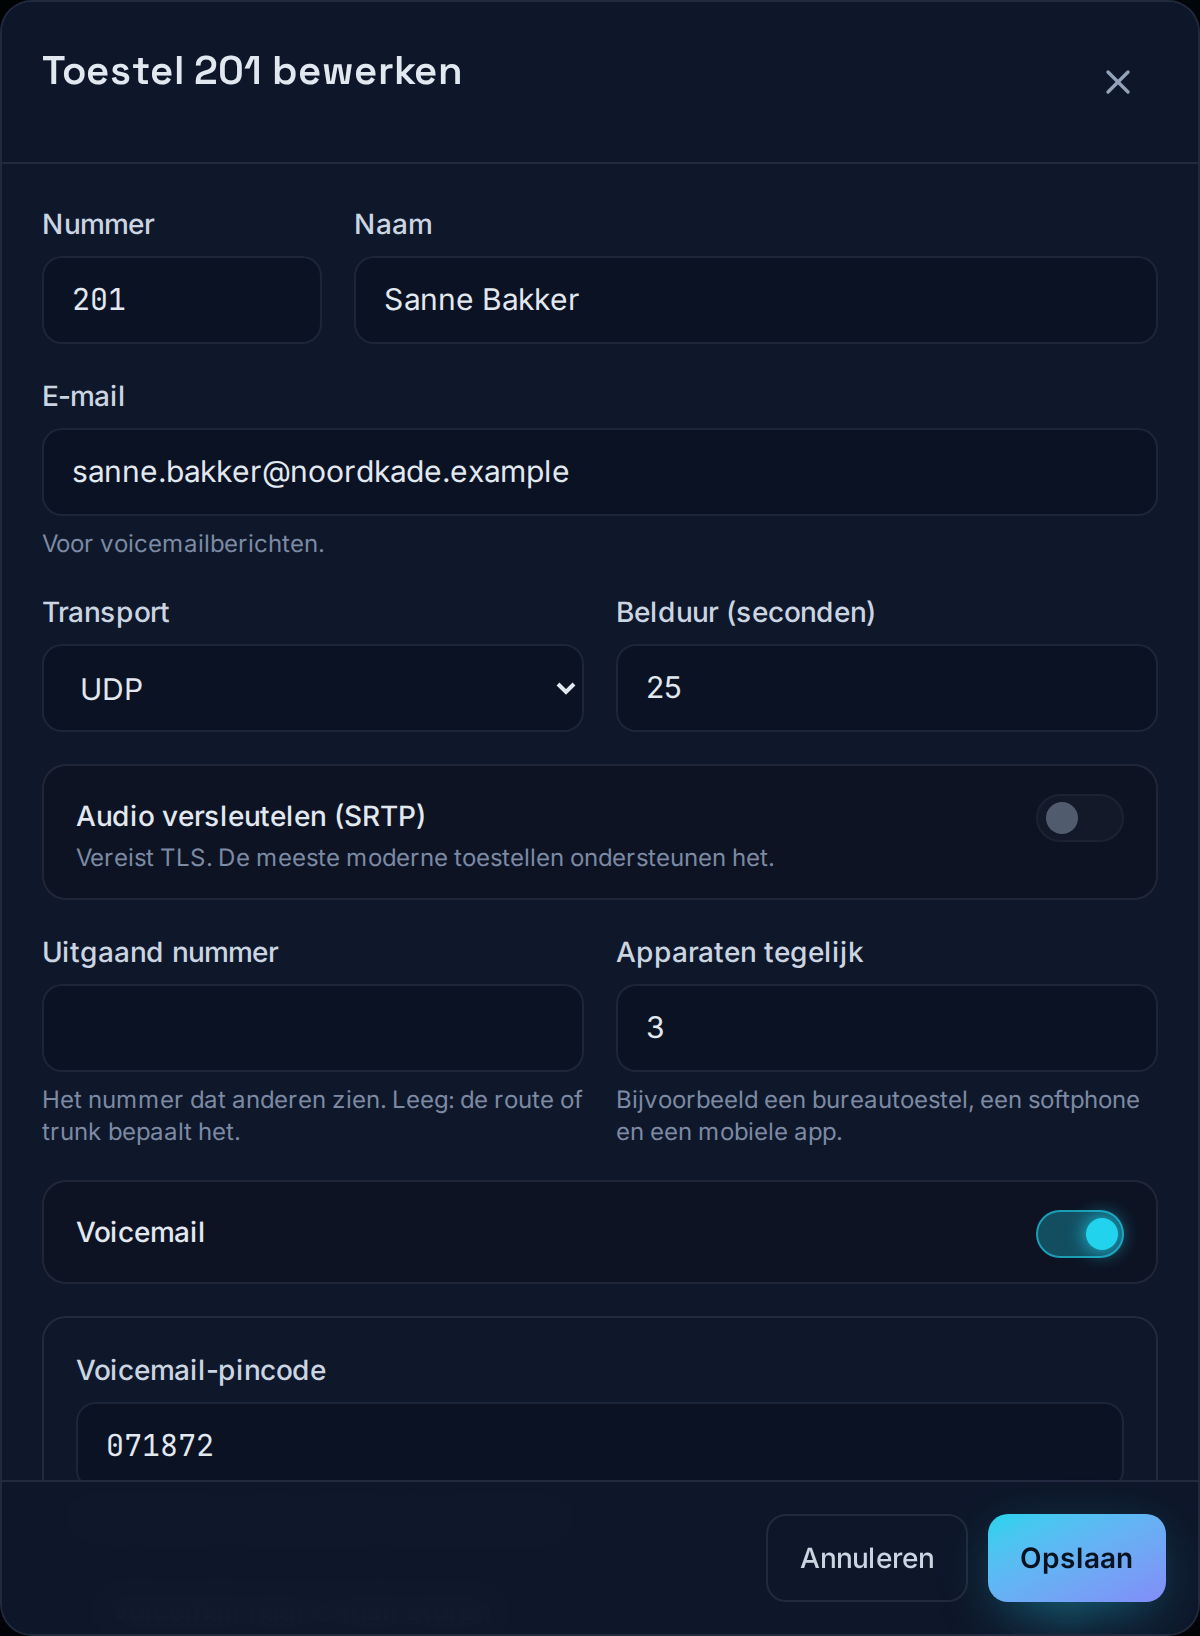 Toestel 201 bewerken
Nummer
Naam
201
Sanne Bakker
E-mail
sanne.bakker@noordkade.example
Voor voicemailberichten.
Transport
Belduur (seconden)
UDP
25
Audio versleutelen (SRTP)
Vereist TLS. De meeste moderne toestellen ondersteunen het.
Uitgaand nummer
Apparaten tegelijk
3
Het nummer dat anderen zien. Leeg: de route of
trunk bepaalt het.
Bijvoorbeeld een bureautoestel, een softphone
en een mobiele app.
Voicemail
Voicemail-pincode
071872
Annuleren
Opslaan